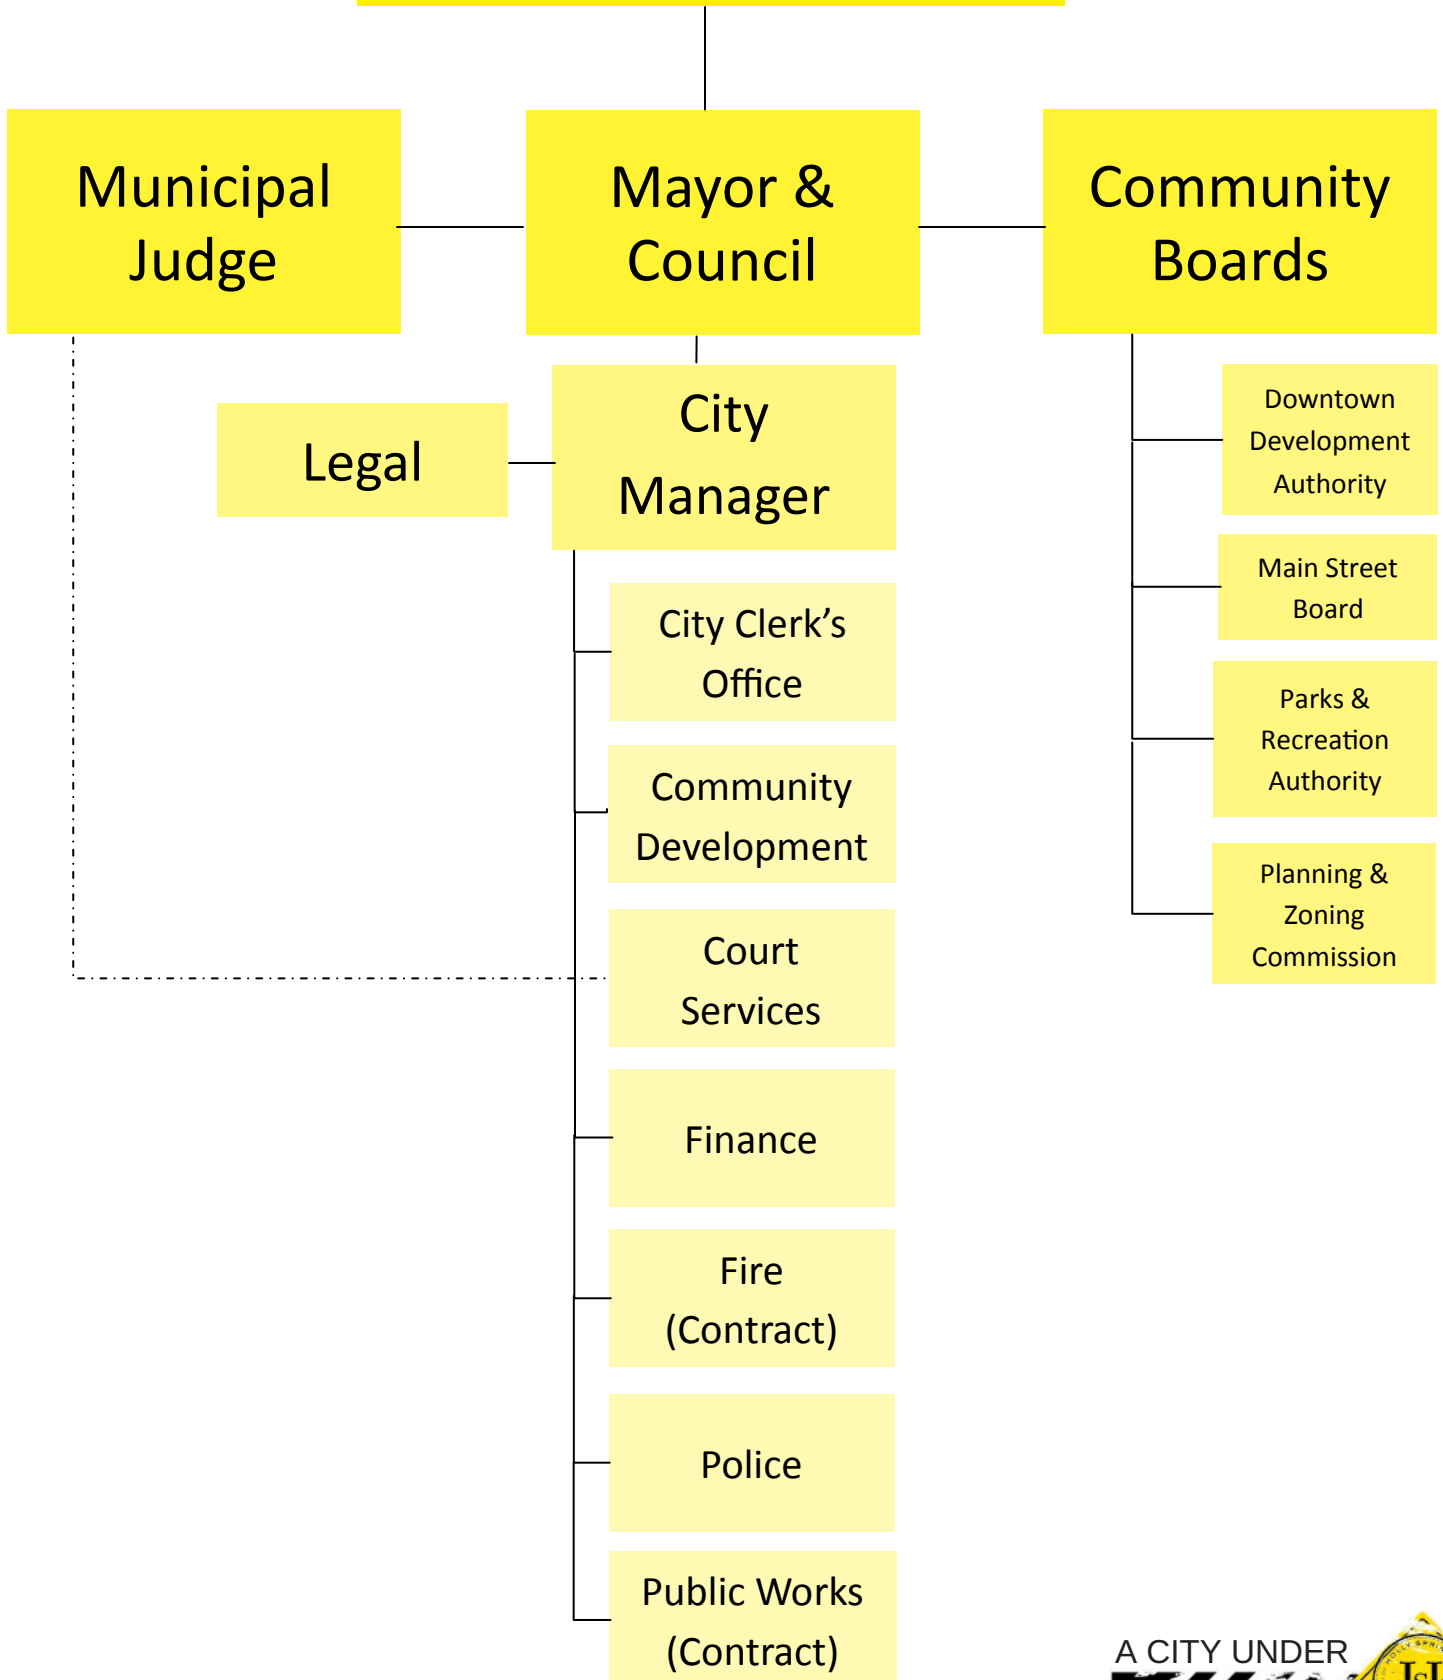 Municipal
Judge
Mayor &
Council
Community
Boards
Legal
City
Manager
Downtown
Development
Authority
Main Street
Board
Parks &
Recreation
Authority
Planning &
Zoning
Commission
City Clerk’s
Office
Community
Development
Court
Services
Finance
Fire
(Contract)
Police
Public Works
(Contract)
A CITY UNDER